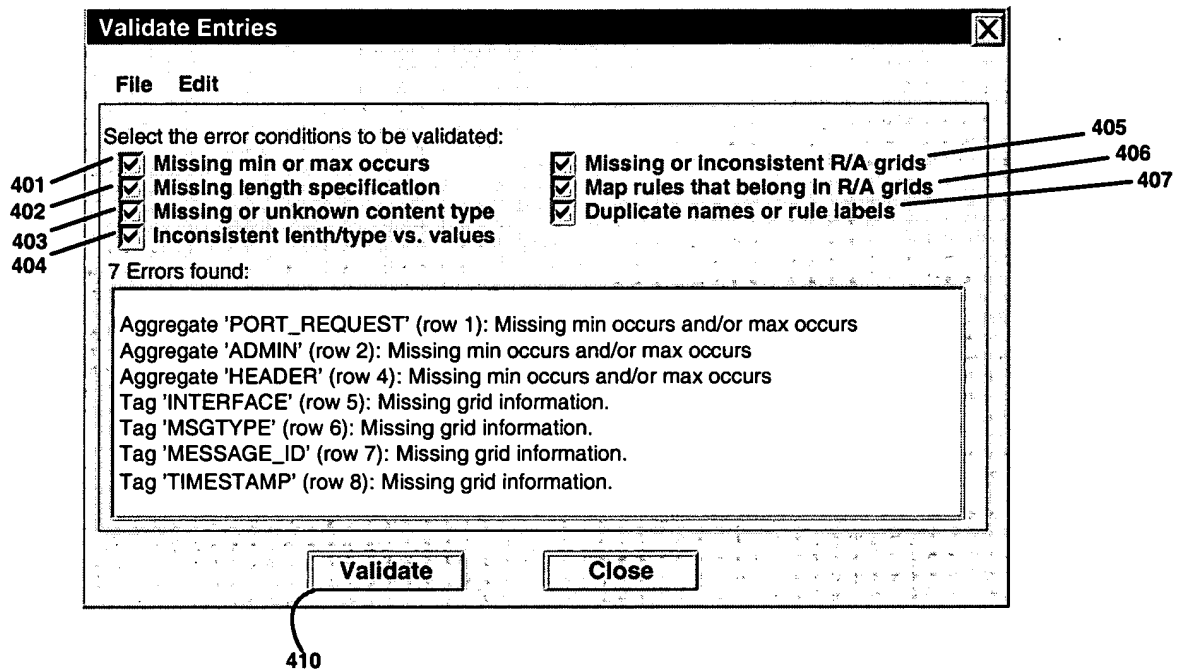 Validate Entries
File Edit
Select the error conditions to be validated:
401 Missing min or max occurs
402 Missing length specification
403 Missing or unknown content type
404 Inconsistent lenth/type vs. values
Missing or inconsistent R/A grids 405
Map rules that belong in R/A grids 406
Duplicate names or rule labels 407
7 Errors found:
Aggregate 'PORT_REQUEST' (row 1): Missing min occurs and/or max occurs
Aggregate 'ADMIN' (row 2): Missing min occurs and/or max occurs
Aggregate 'HEADER' (row 4): Missing min occurs and/or max occurs
Tag 'INTERFACE' (row 5): Missing grid information.
Tag 'MSGTYPE' (row 6): Missing grid information.
Tag 'MESSAGE_ID' (row 7): Missing grid information.
Tag 'TIMESTAMP' (row 8): Missing grid information.
Validate Close
410